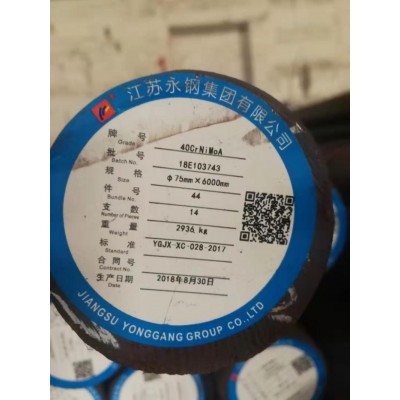 江苏永钢集团有限公司
牌号 40CrNiMoA
Grade
批号 18E103743
Batch No.
规格 φ75mm×6000mm
Size
件号 44
Bundle No.
支数 14
Number of Pieces
重量 2936 kg
Weight
标准 YGJX-XC-028-2017
Standard
合同号
Contract No.
生产日期 2018年8月30日
Date
JIANGSU YONGGANG GROUP CO.,LTD